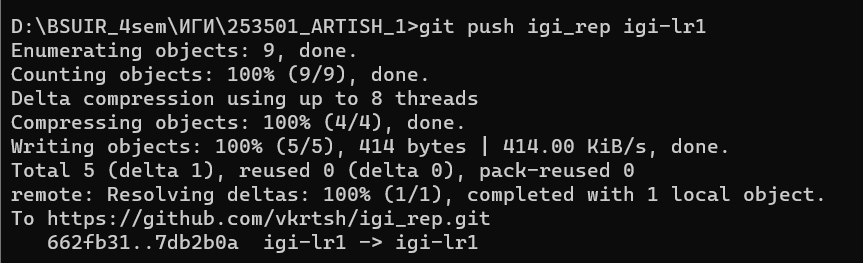 D:\BSUIR_4sem\ИГИ\253501_ARTISH_1>git push igi_rep igi-lr1
Enumerating objects: 9, done.
Counting objects: 100% (9/9), done.
Delta compression using up to 8 threads
Compressing objects: 100% (4/4), done.
Writing objects: 100% (5/5), 414 bytes | 414.00 KiB/s, done.
Total 5 (delta 1), reused 0 (delta 0), pack-reused 0
remote: Resolving deltas: 100% (1/1), completed with 1 local object.
To https://github.com/vkrtsh/igi_rep.git
   662fb31..7db2b0a  igi-lr1 -> igi-lr1